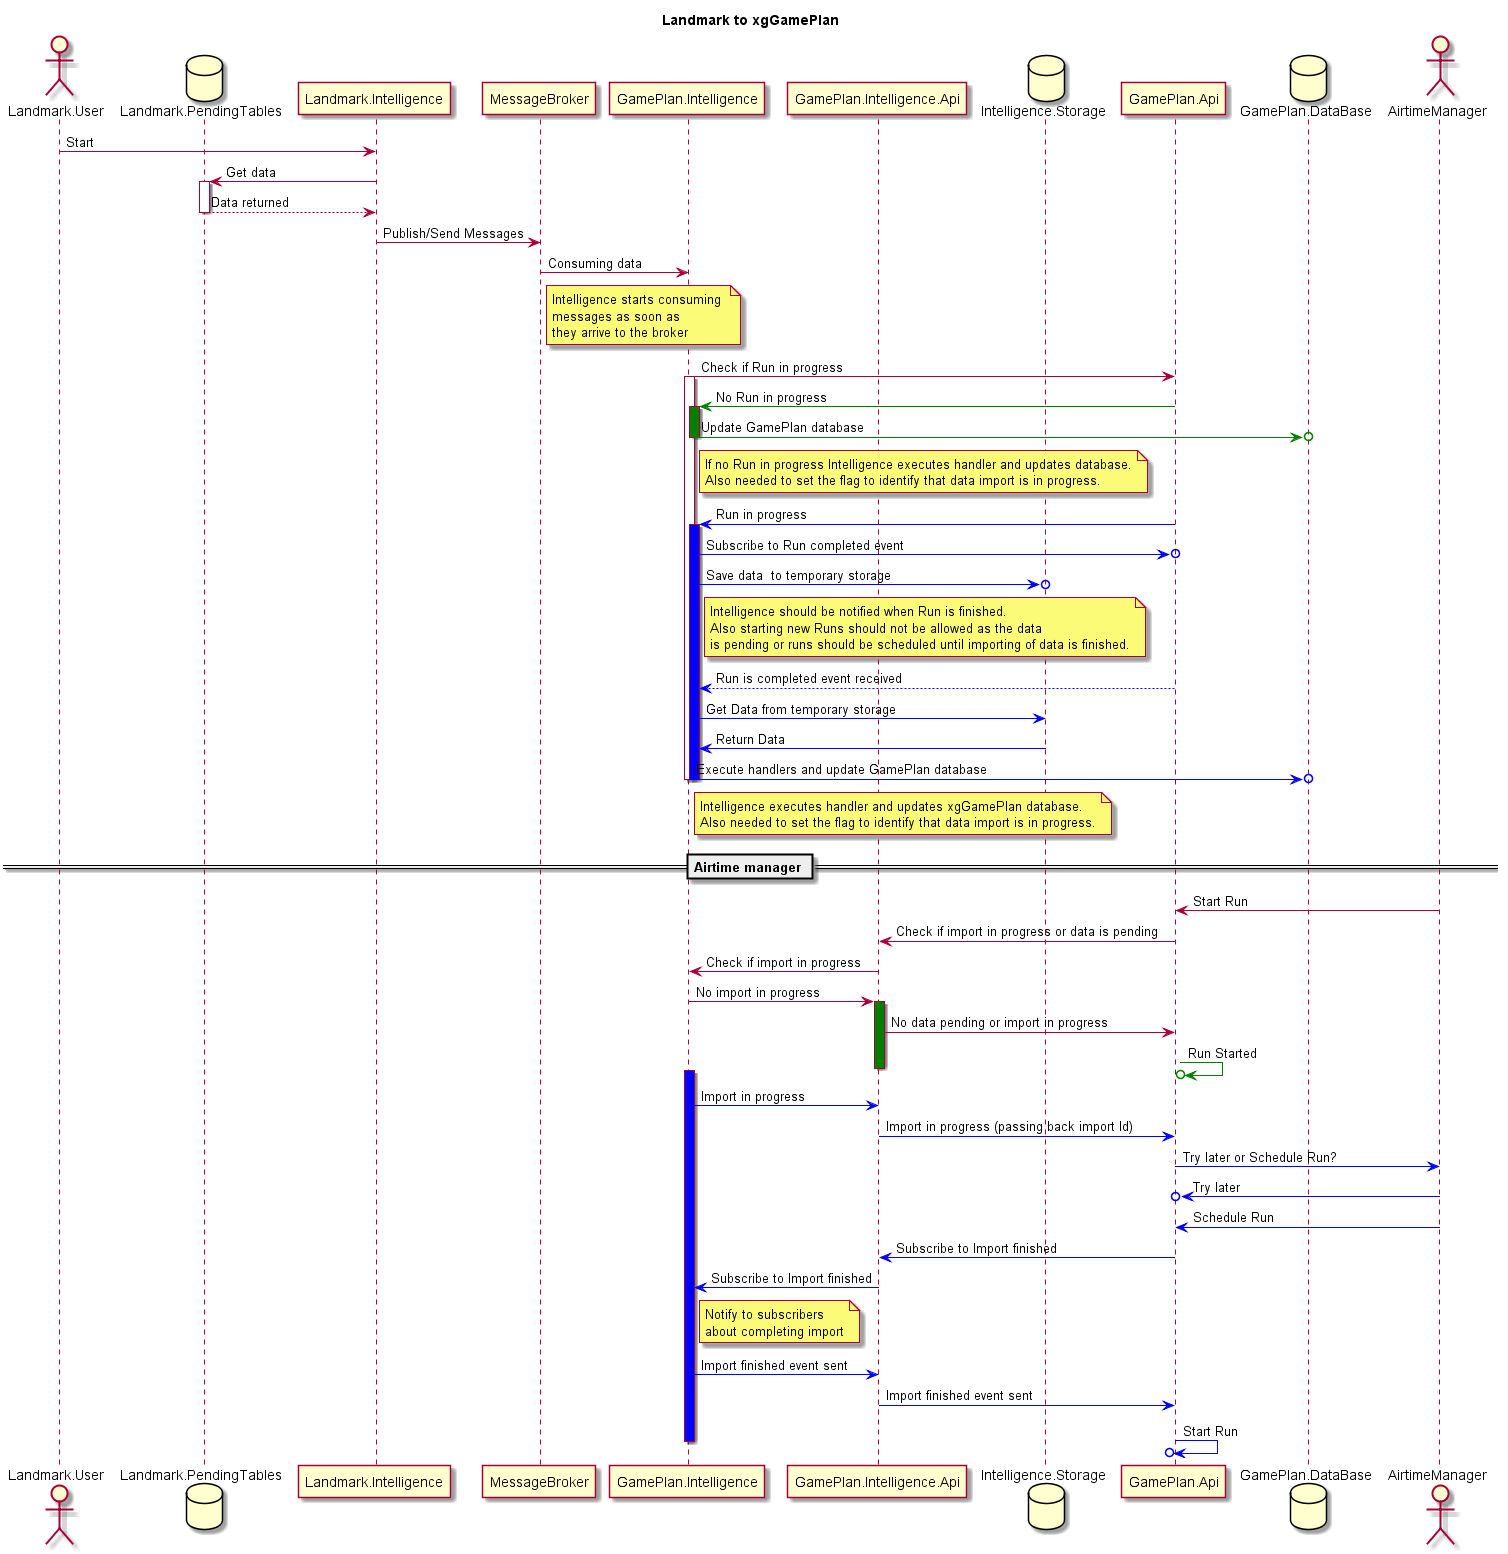 Landmark to xgGamePlan
Landmark.User
Landmark.PendingTables
Landmark.Intelligence
MessageBroker
GamePlan.Intelligence
GamePlan.Intelligence.Api
Intelligence.Storage
GamePlan.Api
GamePlan.DataBase
AirtimeManager
Start
Get data
Data returned
Publish/Send Messages
Consuming data
Intelligence starts consuming
messages as soon as
they arrive to the broker
Check if Run in progress
No Run in progress
Update GamePlan database
If no Run in progress Intelligence executes handler and updates database.
Also needed to set the flag to identify that data import is in progress.
Run in progress
Subscribe to Run completed event
Save data  to temporary storage
Intelligence should be notified when Run is finished.
Also starting new Runs should not be allowed as the data
is pending or runs should be scheduled until importing of data is finished.
Run is completed event received
Get Data from temporary storage
Return Data
Execute handlers and update GamePlan database
Intelligence executes handler and updates xgGamePlan database.
Also needed to set the flag to identify that data import is in progress.
Airtime manager
Start Run
Check if import in progress or data is pending
Check if import in progress
No import in progress
No data pending or import in progress
Run Started
Import in progress
Import in progress (passing back import Id)
Try later or Schedule Run?
Try later
Schedule Run
Subscribe to Import finished
Subscribe to Import finished
Notify to subscribers
about completing import
Import finished event sent
Import finished event sent
Start Run
Landmark.User
Landmark.PendingTables
Landmark.Intelligence
MessageBroker
GamePlan.Intelligence
GamePlan.Intelligence.Api
Intelligence.Storage
GamePlan.Api
GamePlan.DataBase
AirtimeManager